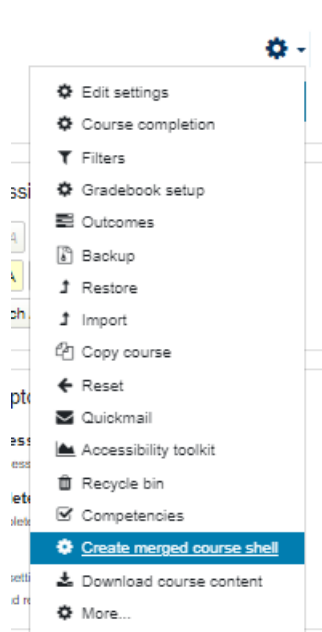 Edit settings
Course completion
Filters
Gradebook setup
Outcomes
Backup
Restore
Import
Copy course
Reset
Quickmail
Accessibility toolkit
Recycle bin
Competencies
Create merged course shell
Download course content
More...